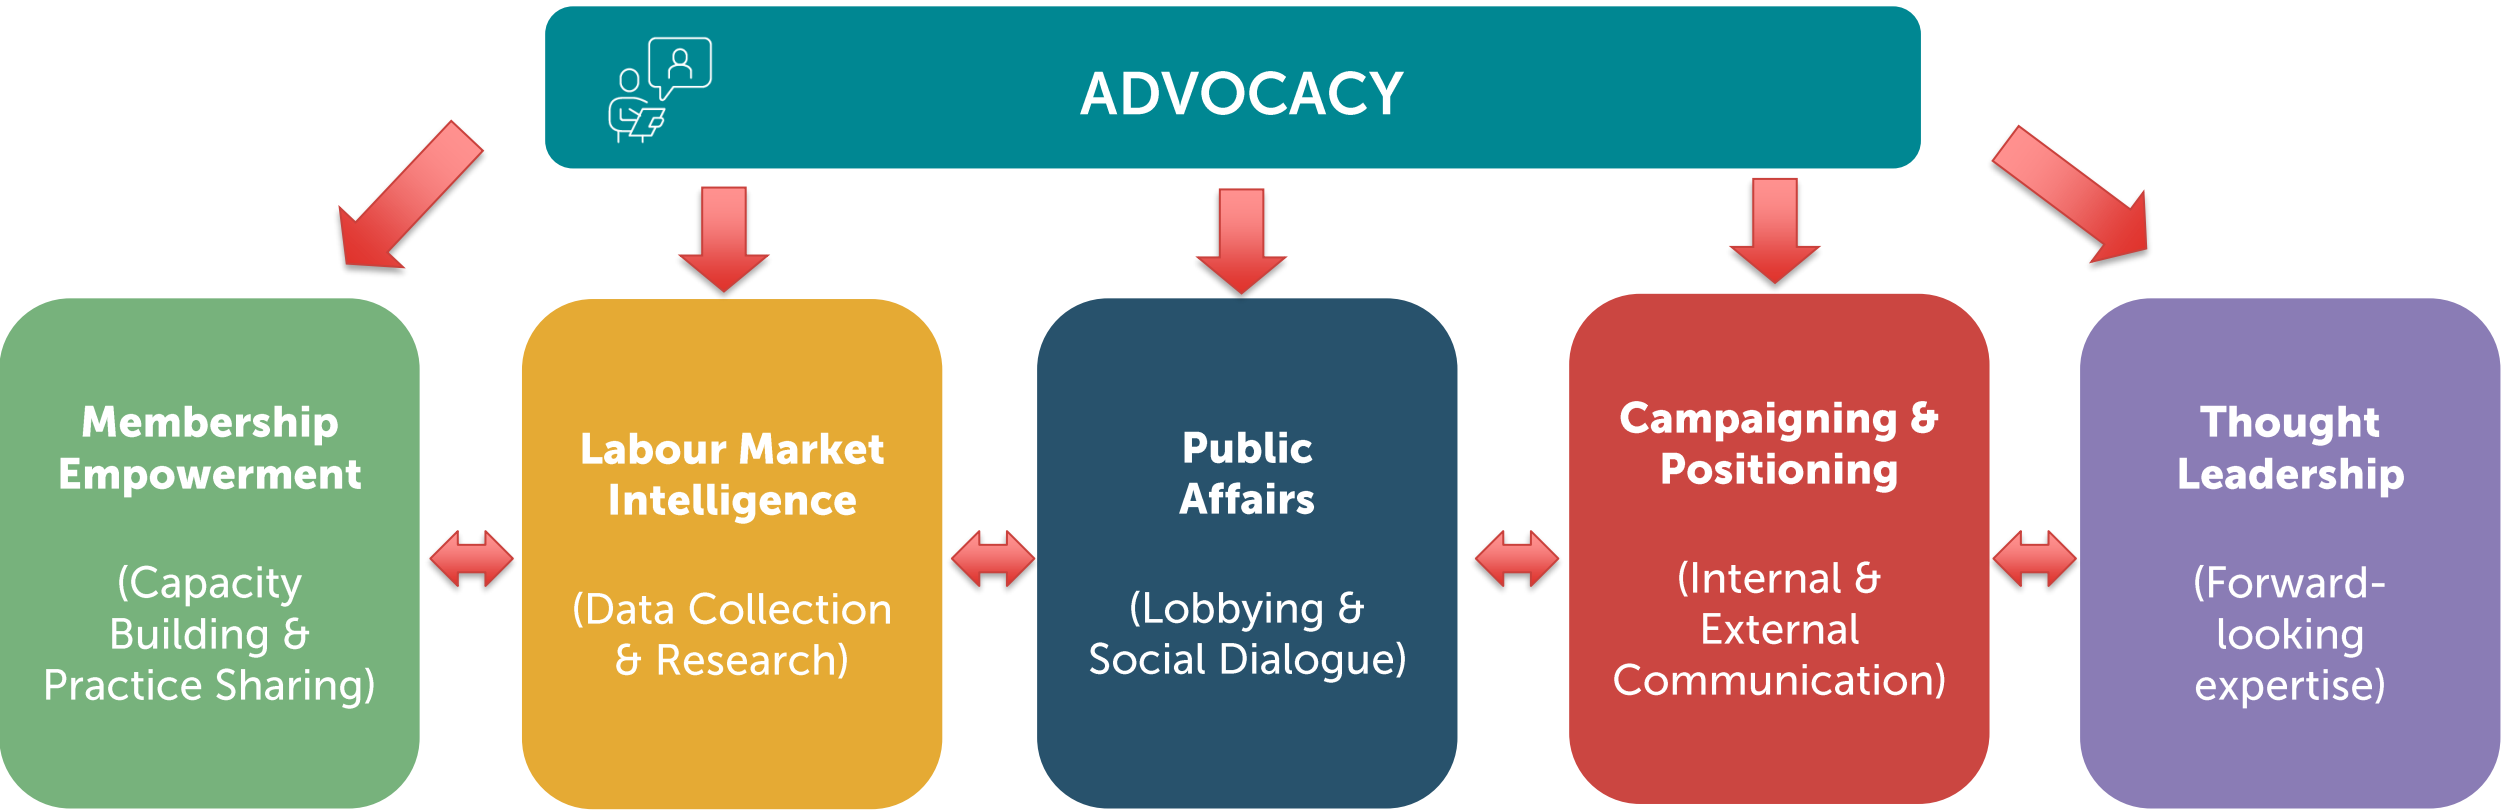 ADVOCACY
Membership
Empowerment
(Capacity
Building &
Practice Sharing)
Labour Market
Intelligence
(Data Collection
& Research)
Public
Affairs
(Lobbying &
Social Dialogue)
Campaigning &
Positioning
(Internal &
External
Communication)
Thought
Leadership
(Forward-
looking
expertise)